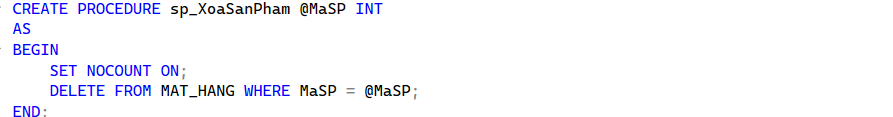 CREATE PROCEDURE sp_XoaSanPham @MaSP INT
AS
BEGIN
    SET NOCOUNT ON;
    DELETE FROM MAT_HANG WHERE MaSP = @MaSP;
END: